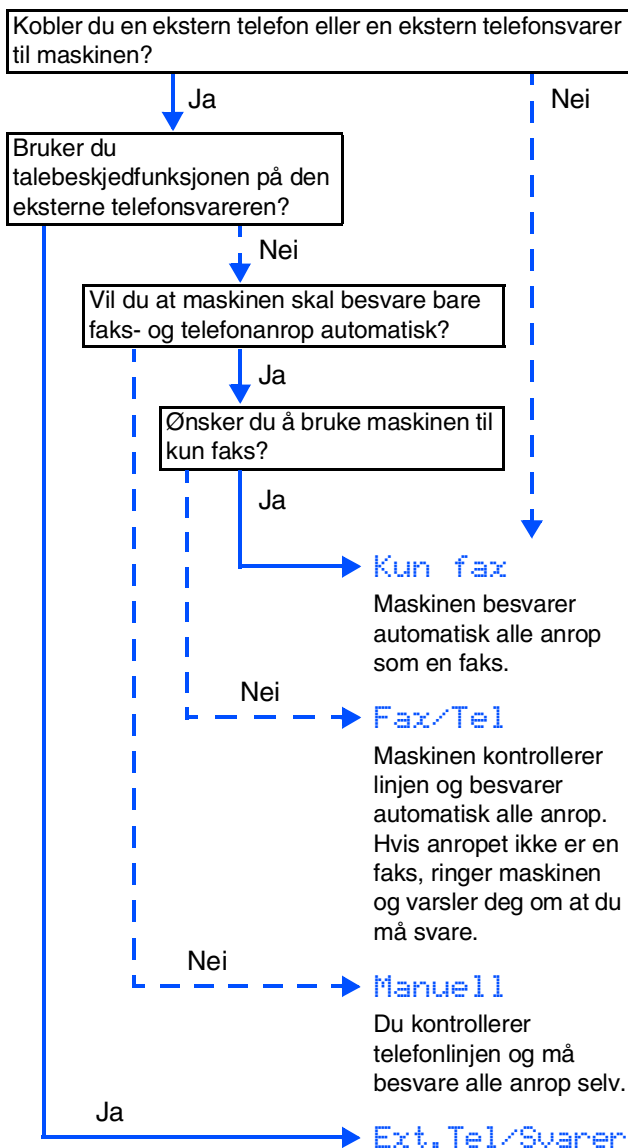 Kobler du en ekstern telefon eller en ekstern telefonsvarer
til maskinen?
Ja
Nei
Bruker du
talebeskjedfunksjonen på den
eksterne telefonsvareren?
Nei
Vil du at maskinen skal besvare bare
faks- og telefonanrop automatisk?
Ja
Ønsker du å bruke maskinen til
kun faks?
Ja
Kun fax
Maskinen besvarer
automatisk alle anrop
som en faks.
Nei
Fax/Tel
Maskinen kontrollerer
linjen og besvarer
automatisk alle anrop.
Hvis anropet ikke er en
faks, ringer maskinen
og varsler deg om at du
må svare.
Nei
Manuell
Du kontrollerer
telefonlinjen og må
besvare alle anrop selv.
Ja
Ext.Tel/Svarer